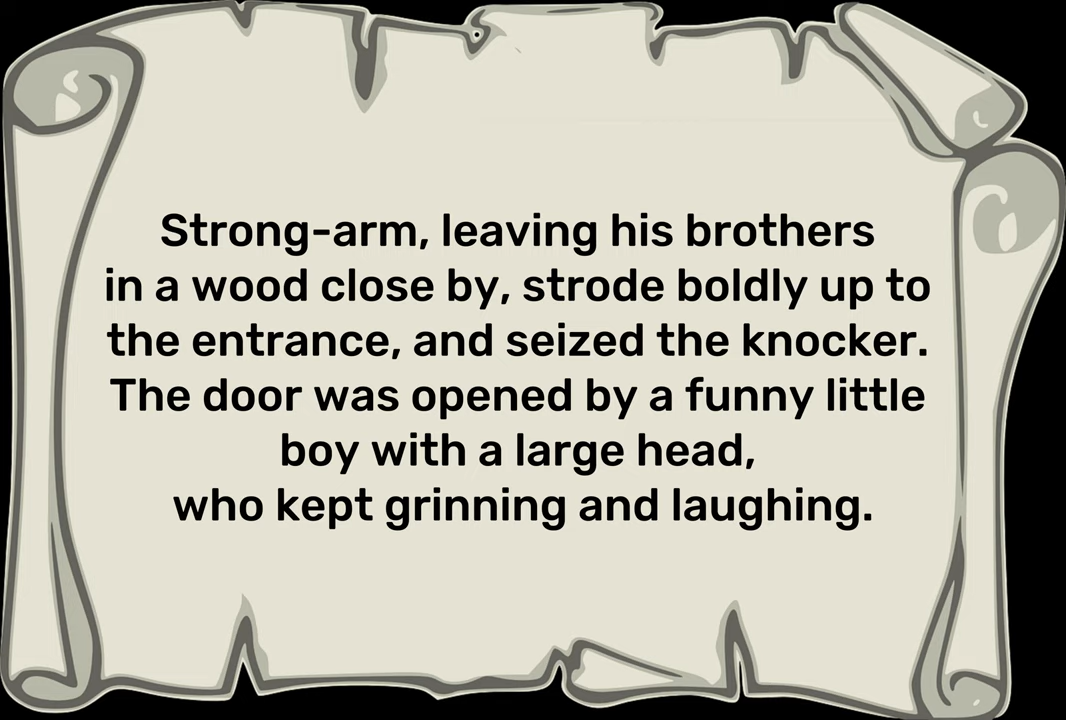 Strong-arm, leaving his brothers
in a wood close by, strode boldly up to
the entrance, and seized the knocker.
The door was opened by a funny little
boy with a large head,
who kept grinning and laughing.